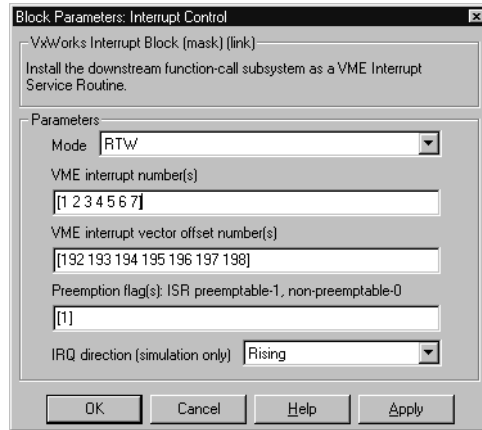 Block Parameters: Interrupt Control
VxWorks Interrupt Block (mask) (link)
Install the downstream function-call subsystem as a VME Interrupt
Service Routine.
Parameters
Mode RTW
VME interrupt number(s)
[1 2 3 4 5 6 7]
VME interrupt vector offset number(s)
[192 193 194 195 196 197 198]
Preemption flag(s): ISR preemptable-1, non-preemptable-0
[1]
IRQ direction (simulation only) Rising
OK Cancel Help Apply